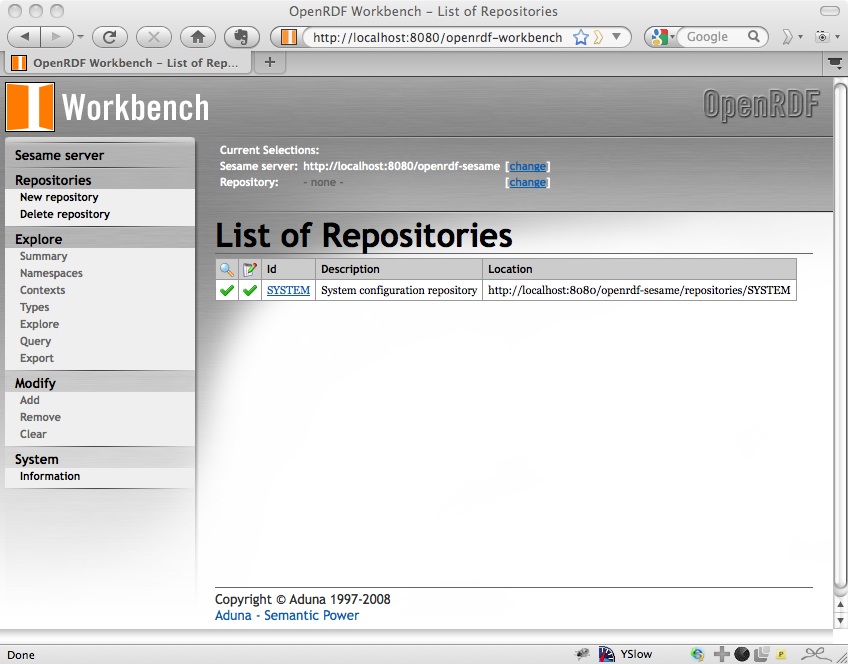 OpenRDF Workbench – List of Repositories
http://localhost:8080/openrdf-workbench
Google
OpenRDF Workbench – List of Rep...
Workbench
OpenRDF
Sesame server
Repositories
New repository
Delete repository
Explore
Summary
Namespaces
Contexts
Types
Explore
Query
Export
Modify
Add
Remove
Clear
System
Information
Current Selections:
Sesame server: http://localhost:8080/openrdf-sesame [change]
Repository: - none - [change]
List of Repositories
Id Description Location
SYSTEM System configuration repository http://localhost:8080/openrdf-sesame/repositories/SYSTEM
Copyright © Aduna 1997-2008
Aduna - Semantic Power
Done
YSlow